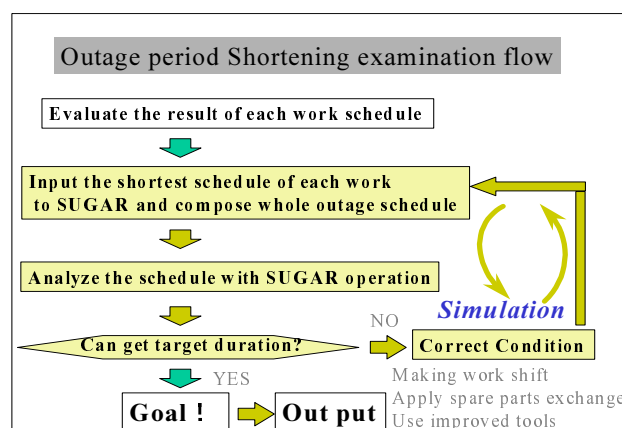 Outage period Shortening examination flow
Evaluate the result of each work schedule
Input the shortest schedule of each work
to SUGAR and compose whole outage schedule
Analyze the schedule with SUGAR operation
Simulation
Can get target duration?
NO
Correct Condition
YES
Making work shift
Apply spare parts exchange
Goal !
Out put
Use improved tools